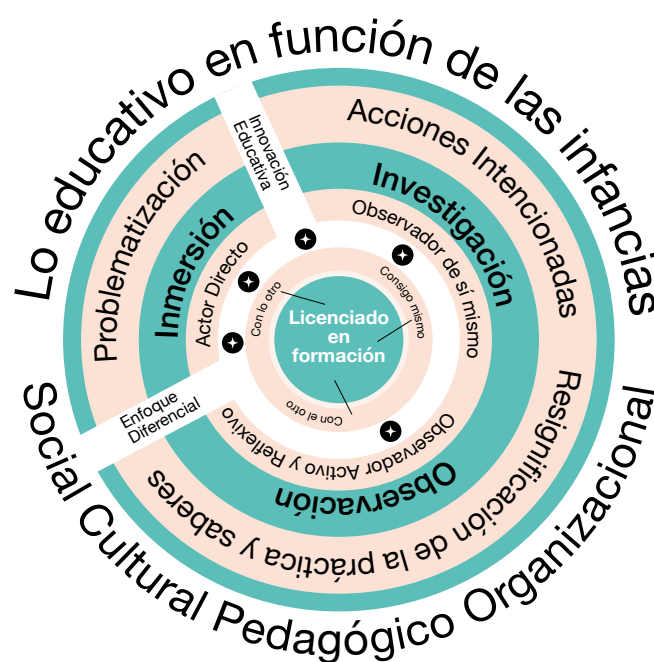 Lo educativo en función de las infancias
Acciones Intencionadas
Problematización
Innovación
Educativa
Investigación
Inmersión
Observador de sí mismo
Actor Directo
Consigo mismo
Con lo otro
Licenciado
en
formación
Con el otro
Enfoque
Diferencial
Observador Activo y Reflexivo
Observación
Resignificación de la práctica y saberes
Social Cultural Pedagógico Organizacional